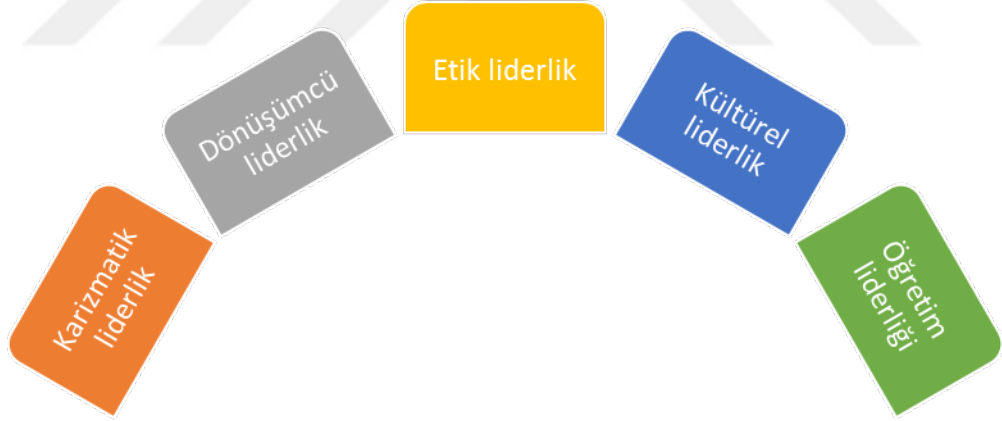 Karizmatik
liderlik
Dönüşümcü
liderlik
Etik liderlik
Kültürel
liderlik
Öğretim
liderliği